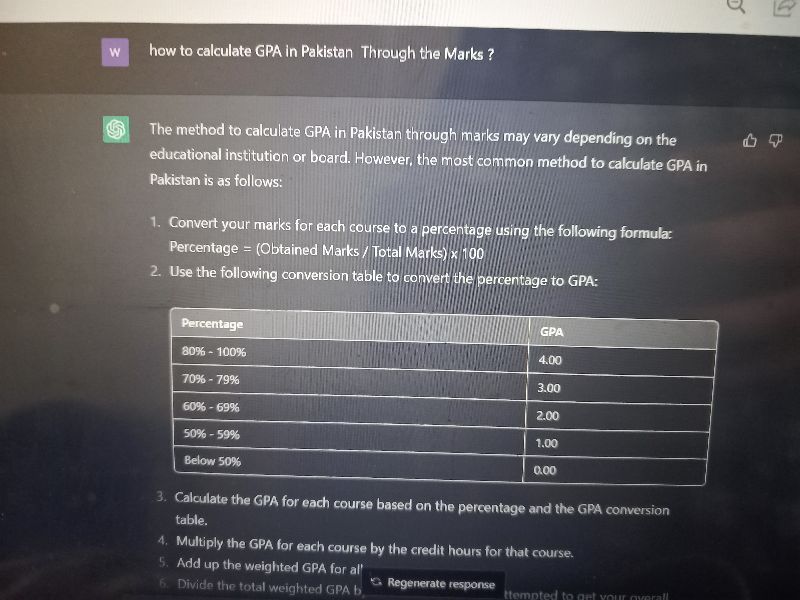 W
how to calculate GPA in Pakistan Through the Marks ?
The method to calculate GPA in Pakistan through marks may vary depending on the
educational institution or board. However, the most common method to calculate GPA in
Pakistan is as follows:
1. Convert your marks for each course to a percentage using the following formula:
Percentage = (Obtained Marks / Total Marks) x 100
2. Use the following conversion table to convert the percentage to GPA:
Percentage GPA
80% - 100% 4.00
70% - 79% 3.00
60% - 69% 2.00
50% - 59% 1.00
Below 50% 0.00
3. Calculate the GPA for each course based on the percentage and the GPA conversion
table.
4. Multiply the GPA for each course by the credit hours for that course.
5. Add up the weighted GPA for all
Regenerate response
6. Divide the total weighted GPA b ttempted to get your overall